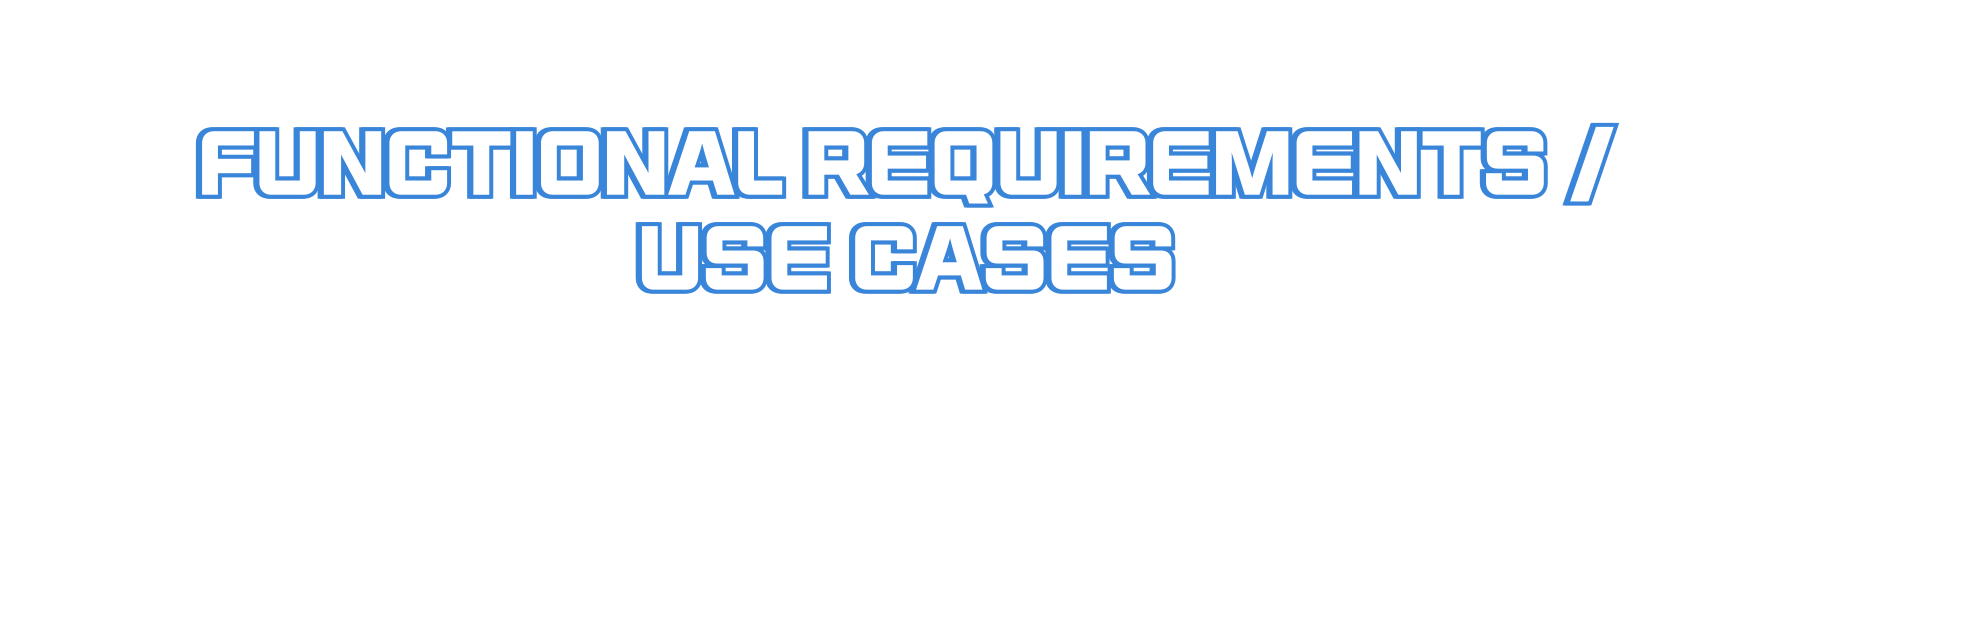 FUNCTIONAL REQUIREMENTS /
USE CASES